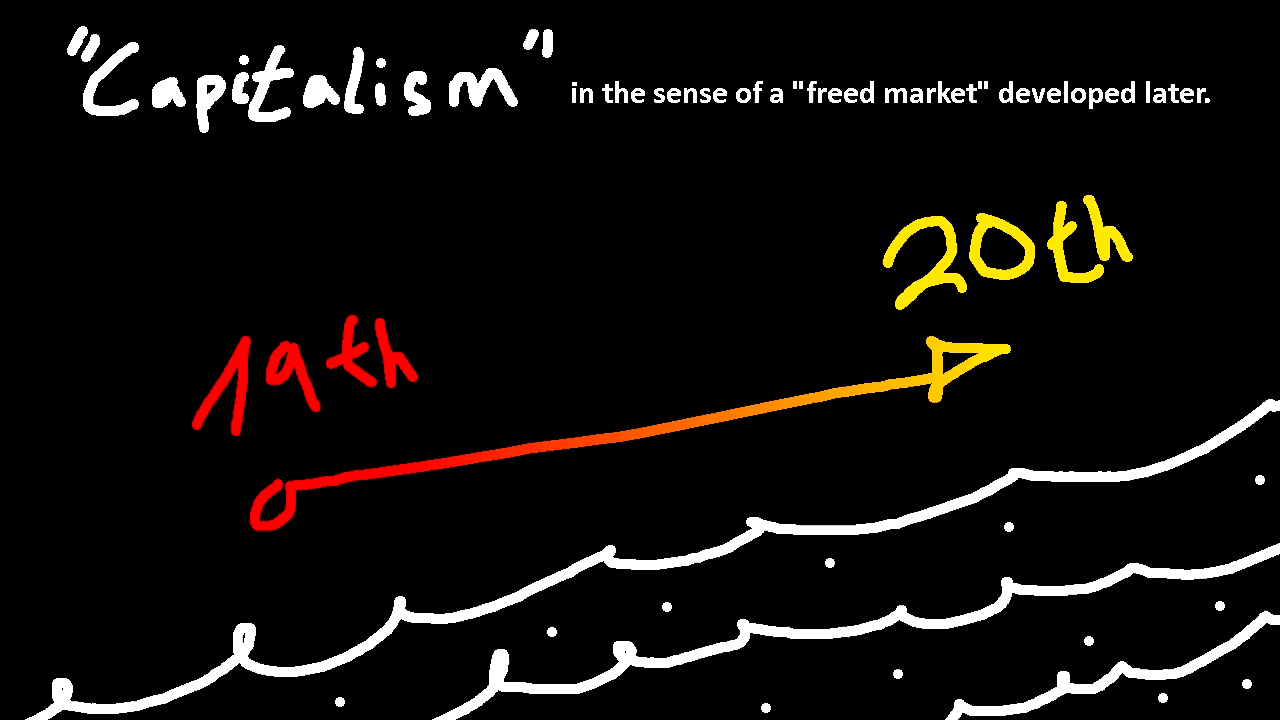 "Capitalism" in the sense of a "freed market" developed later.
20th
19th